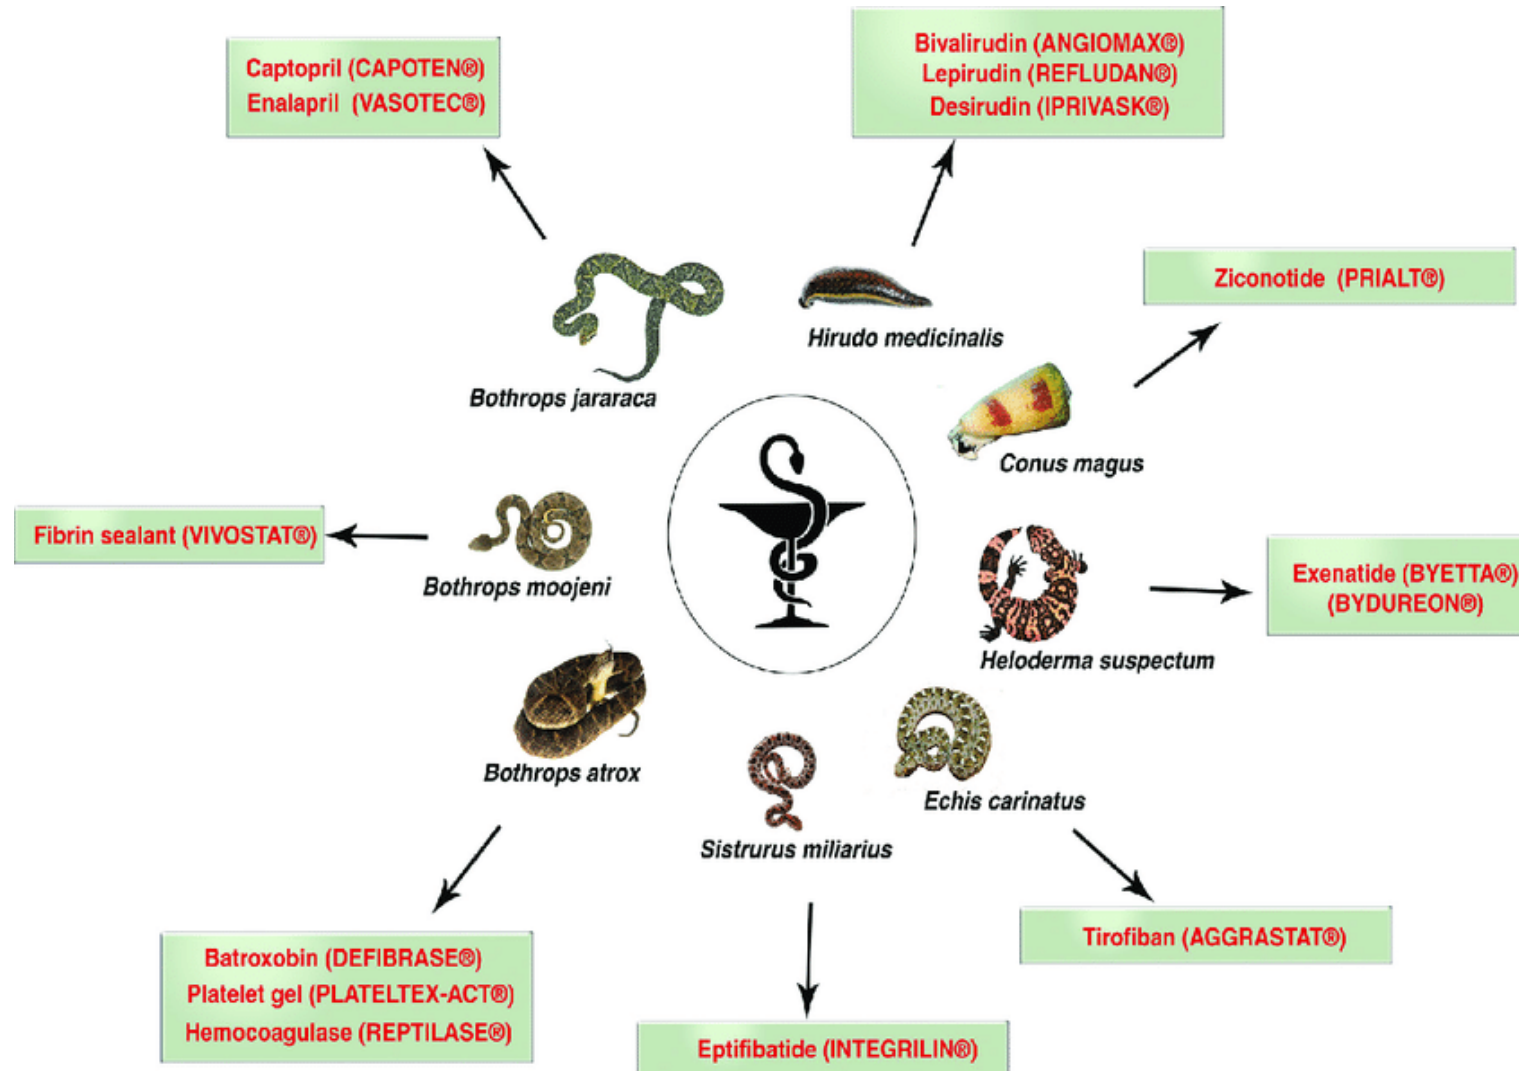 Captopril (CAPOTEN®)
Enalapril (VASOTEC®)
Bivalirudin (ANGIOMAX®)
Lepirudin (REFLUDAN®)
Desirudin (IPRIVASK®)
Ziconotide (PRIALT®)
Hirudo medicinalis
Bothrops jararaca
Conus magus
Fibrin sealant (VIVOSTAT®)
Bothrops moojeni
Exenatide (BYETTA®)
(BYDUREON®)
Heloderma suspectum
Bothrops atrox
Echis carinatus
Sistrurus miliarius
Tirofiban (AGGRASTAT®)
Batroxobin (DEFIBRASE®)
Platelet gel (PLATELTEX-ACT®)
Hemocoagulase (REPTILASE®)
Eptifibatide (INTEGRILIN®)